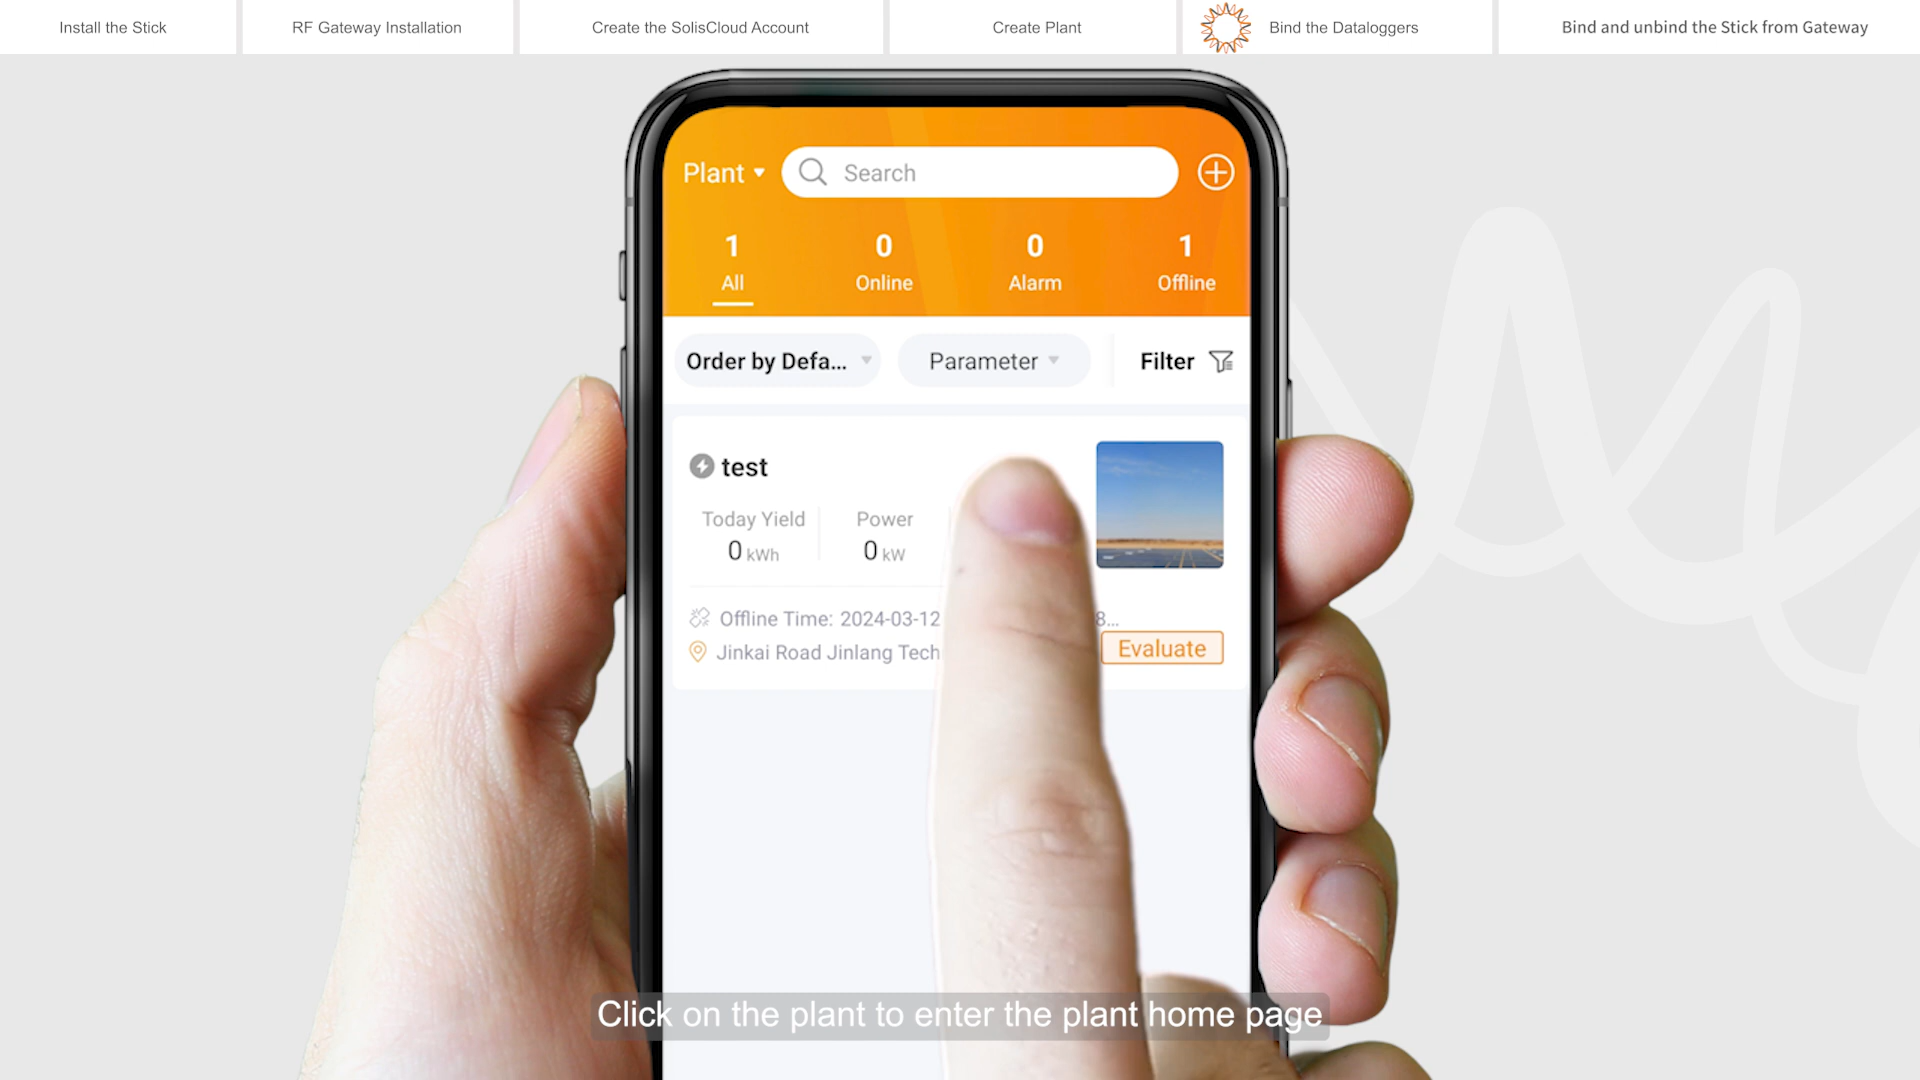 Install the Stick
RF Gateway Installation
Create the SolisCloud Account
Create Plant
Bind the Dataloggers
Bind and unbind the Stick from Gateway
Plant
Search
1
0
0
1
All
Online
Alarm
Offline
Order by Defa...
Parameter
Filter
test
Today Yield
Power
0 kWh
0 kW
Offline Time: 2024-03-12
8...
Jinkai Road Jinlang Tech
Evaluate
Click on the plant to enter the plant home page